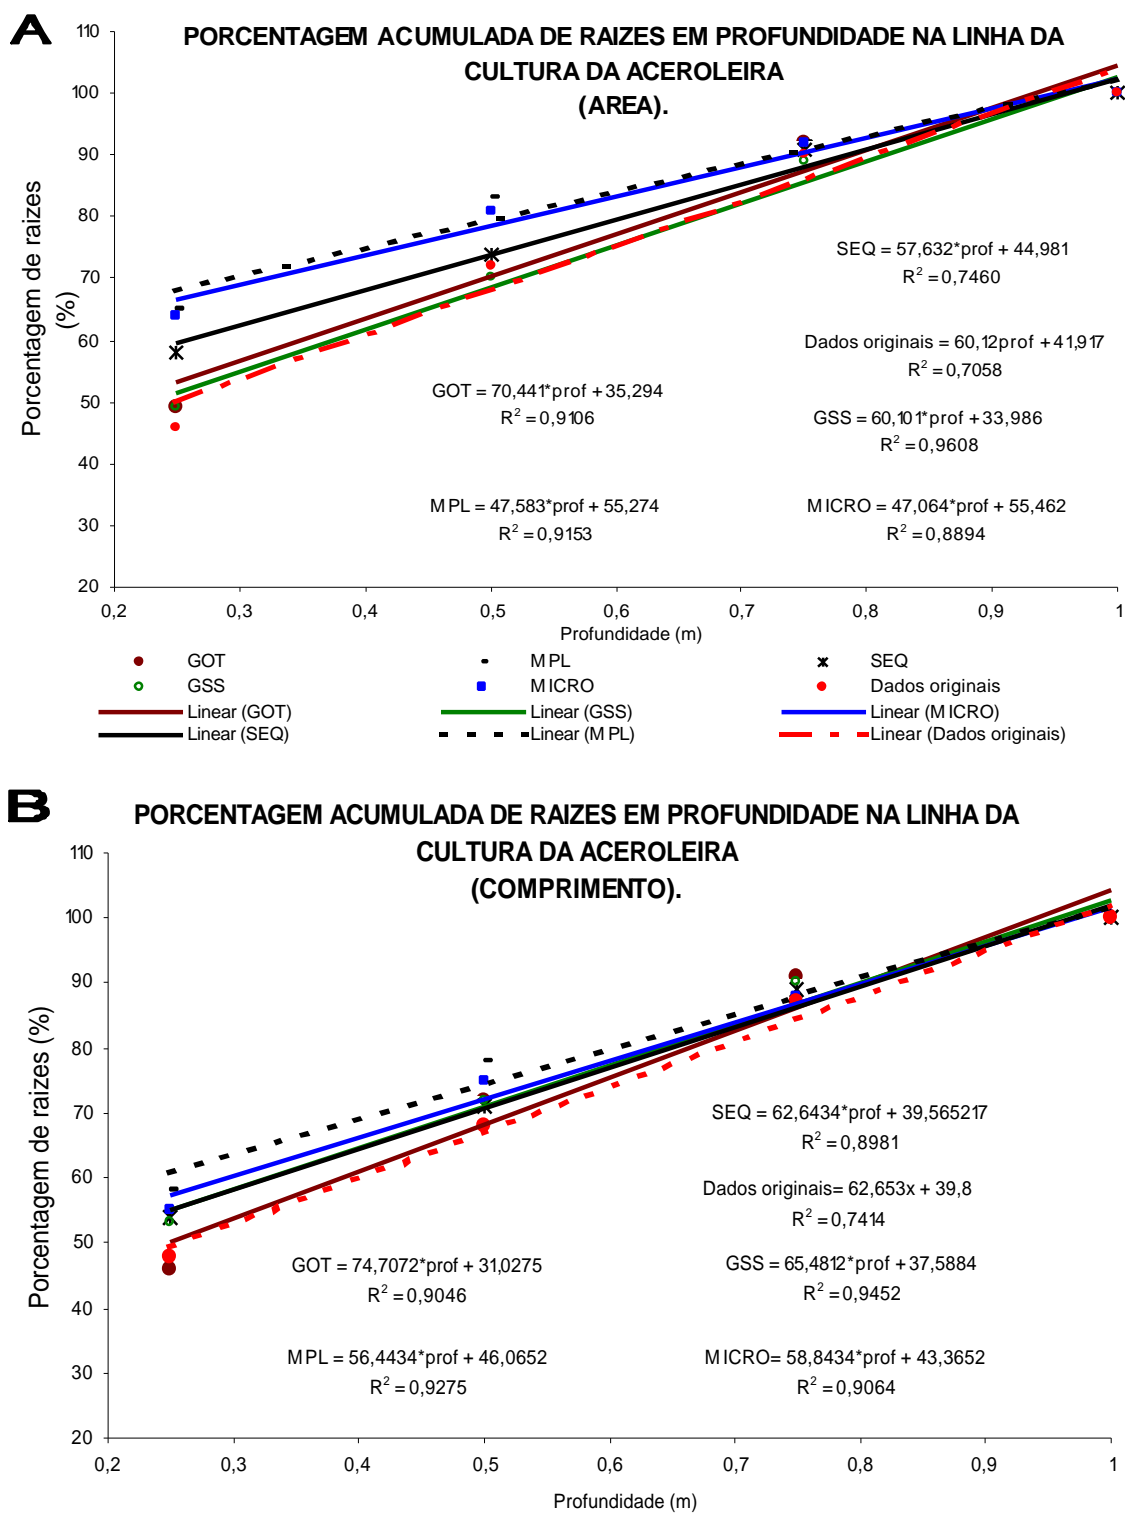 A
PORCENTAGEM ACUMULADA DE RAIZES EM PROFUNDIDADE NA LINHA DA
CULTURA DA ACEROLEIRA
(AREA).
Porcentagem de raizes
(%)
110
100
90
80
70
60
50
40
30
20
SEQ = 57,632*prof + 44,981
R² = 0,7460
Dados originais = 60,12prof + 41,917
R² = 0,7058
GOT = 70,441*prof + 35,294
R² = 0,9106
GSS = 60,101*prof + 33,986
R² = 0,9608
MPL = 47,583*prof + 55,274
R² = 0,9153
MICRO = 47,064*prof + 55,462
R² = 0,8894
0,2 0,3 0,4 0,5 0,6 0,7 0,8 0,9 1
Profundidade (m)
GOT MPL SEQ
GSS MICRO Dados originais
Linear (GOT) Linear (GSS) Linear (MICRO)
Linear (SEQ) Linear (MPL) Linear (Dados originais)
B
PORCENTAGEM ACUMULADA DE RAIZES EM PROFUNDIDADE NA LINHA DA
CULTURA DA ACEROLEIRA
(COMPRIMENTO).
Porcentagem de raizes (%)
110
100
90
80
70
60
50
40
30
20
SEQ = 62,6434*prof + 39,565217
R² = 0,8981
Dados originais= 62,653x + 39,8
R² = 0,7414
GOT = 74,7072*prof + 31,0275
R² = 0,9046
GSS = 65,4812*prof + 37,5884
R² = 0,9452
MPL = 56,4434*prof + 46,0652
R² = 0,9275
MICRO= 58,8434*prof + 43,3652
R² = 0,9064
0,2 0,3 0,4 0,5 0,6 0,7 0,8 0,9 1
Profundidade (m)